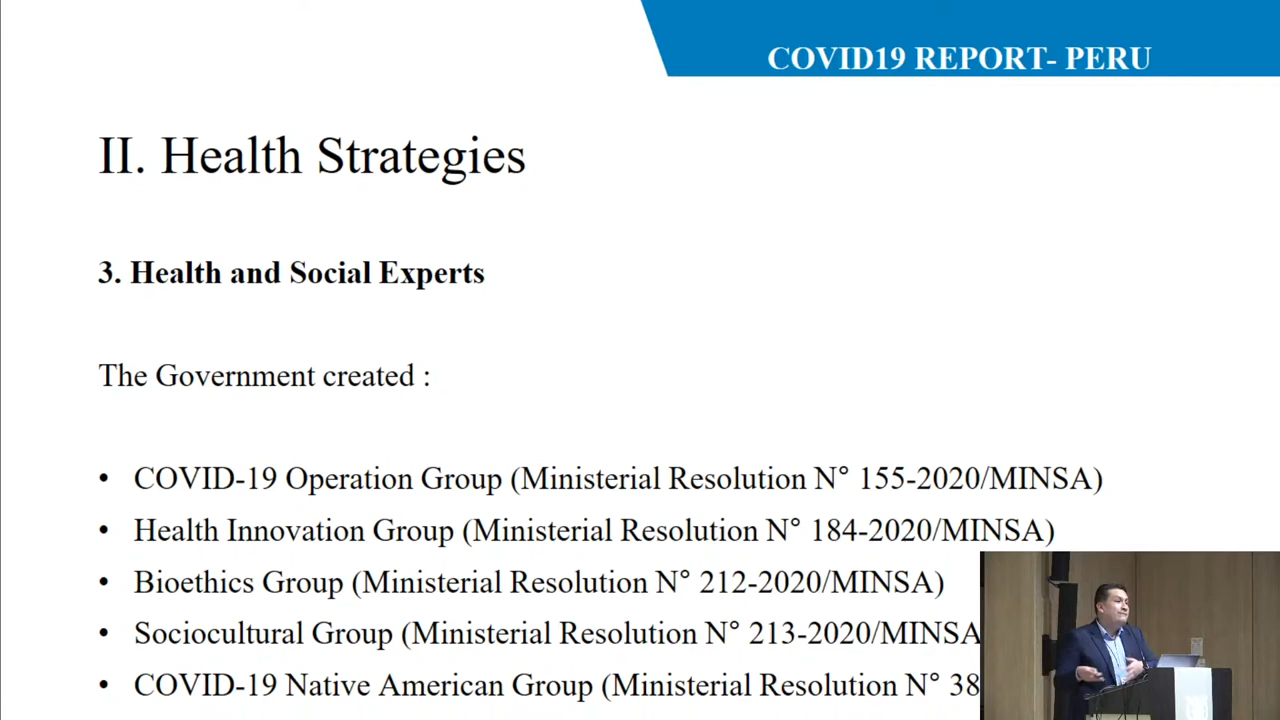 COVID19 REPORT- PERU
II. Health Strategies
3. Health and Social Experts
The Government created :
• COVID-19 Operation Group (Ministerial Resolution N° 155-2020/MINSA)
• Health Innovation Group (Ministerial Resolution N° 184-2020/MINSA)
• Bioethics Group (Ministerial Resolution N° 212-2020/MINSA)
• Sociocultural Group (Ministerial Resolution N° 213-2020/MINSA
• COVID-19 Native American Group (Ministerial Resolution N° 38